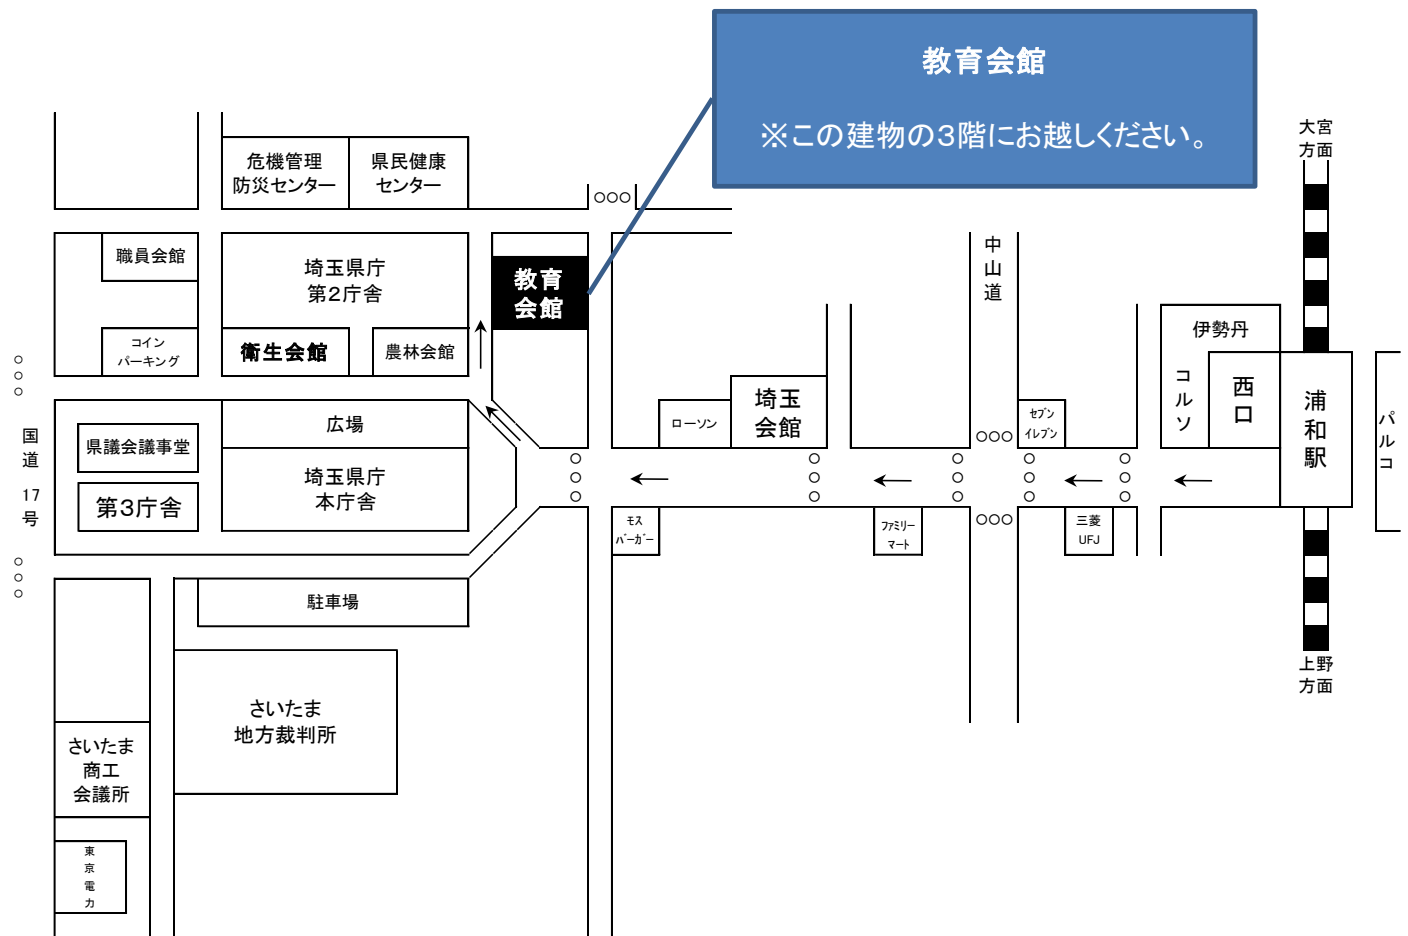 教育会館
※この建物の3階にお越しください。
大宮
方面
危機管理
防災センター
県民健康
センター
職員会館
埼玉県庁
第2庁舎
教育
会館
中山道
コイン
パーキング
衛生会館
農林会館
伊勢丹
コルソ
西口
浦和駅
パルコ
国道
17
号
県議会議事堂
第3庁舎
広場
埼玉県庁
本庁舎
ローソン
埼玉
会館
ｾﾌﾞﾝ
ｲﾚﾌﾞﾝ
ﾓｽ
ﾊﾞｰｶﾞｰ
ﾌｧﾐﾘｰ
ﾏｰﾄ
三菱
UFJ
駐車場
上野
方面
さいたま
地方裁判所
さいたま
商工
会議所
東京電力